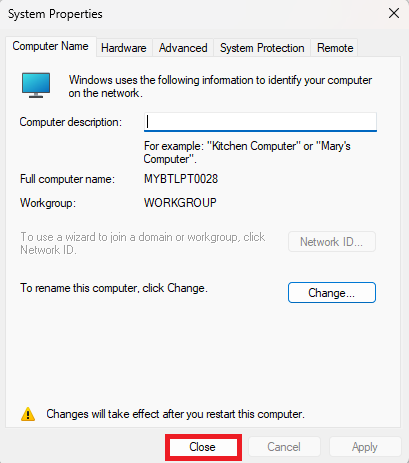 System Properties
Computer Name Hardware Advanced System Protection Remote
Windows uses the following information to identify your computer
on the network.
Computer description:
For example: "Kitchen Computer" or "Mary's
Computer".
Full computer name: MYBTLPT0028
Workgroup: WORKGROUP
To use a wizard to join a domain or workgroup, click
Network ID.
Network ID...
To rename this computer, click Change.
Change...
Changes will take effect after you restart this computer.
Close Cancel Apply